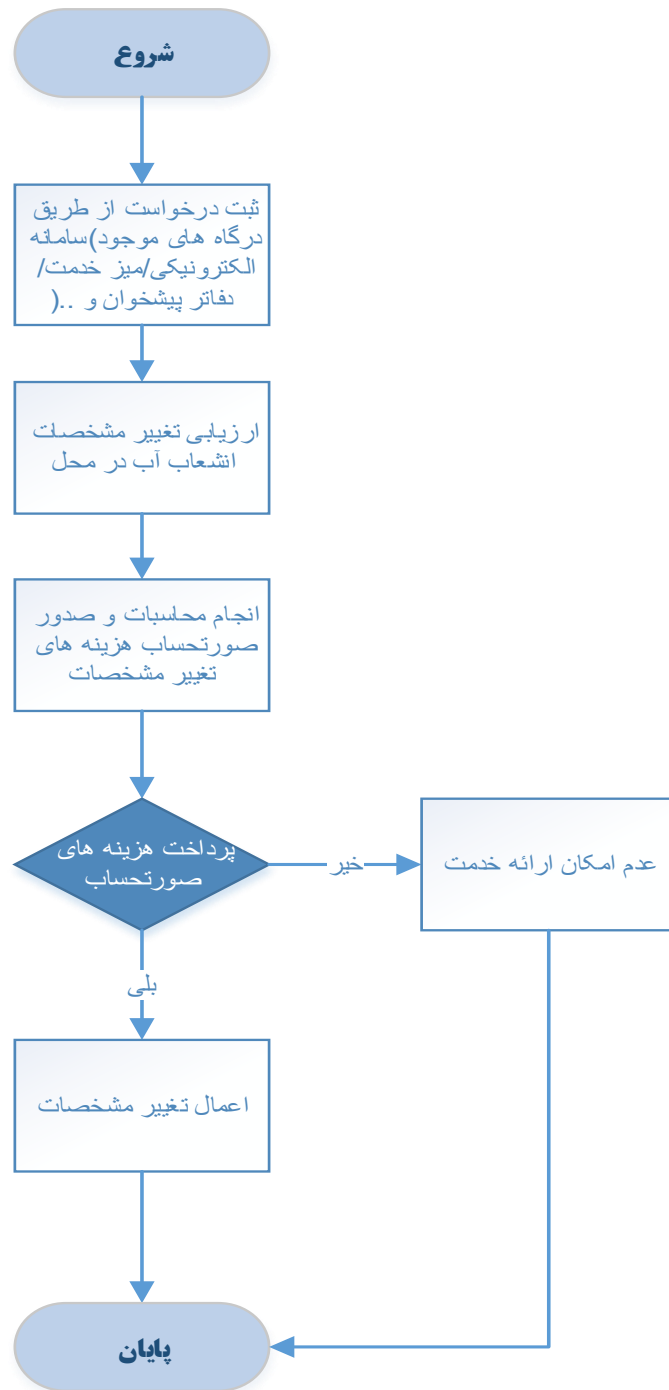 شروع
ثبت درخواست از طریق
درگاه های موجود)سامانه
الکترونیکی/میز خدمت/
دفاتر پیشخوان و ..(
ارزیابی تغییر مشخصات
انشعاب آب در محل
انجام محاسبات و صدور
صورتحساب هزینه های
تغییر مشخصات
پرداخت هزینه های
صورتحساب
خیر
عدم امکان ارائه خدمت
بلی
اعمال تغییر مشخصات
پایان